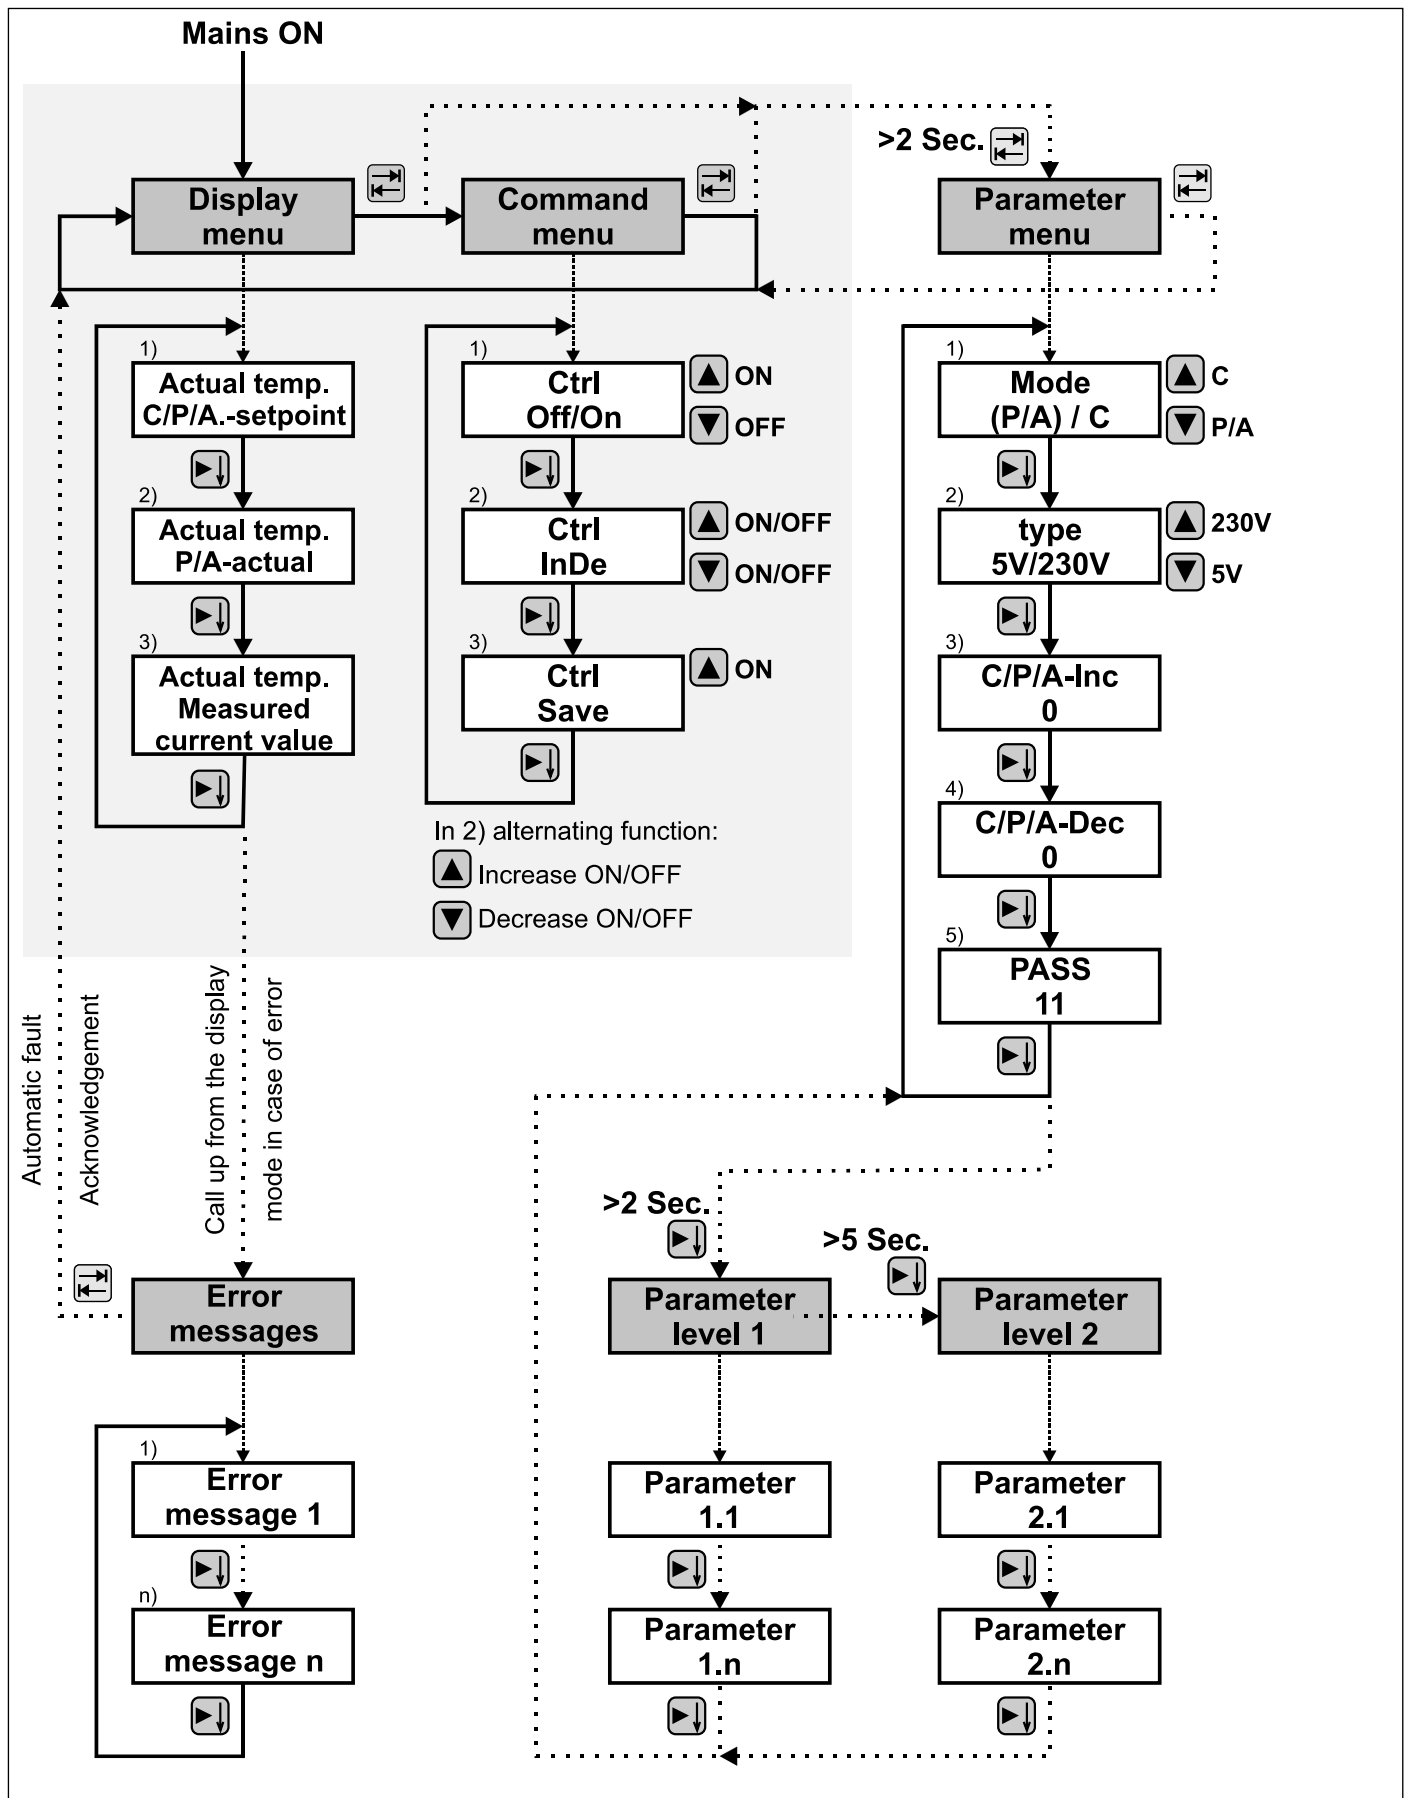 Mains ON
>2 Sec.
Display
menu
Command
menu
Parameter
menu
1)
Actual temp.
C/P/A.-setpoint
2)
Actual temp.
P/A-actual
3)
Actual temp.
Measured
current value
1)
Ctrl
Off/On
ON
OFF
2)
Ctrl
InDe
ON/OFF
ON/OFF
3)
Ctrl
Save
ON
In 2) alternating function:
Increase ON/OFF
Decrease ON/OFF
1)
Mode
(P/A) / C
C
P/A
2)
type
5V/230V
230V
5V
3)
C/P/A-Inc
0
4)
C/P/A-Dec
0
5)
PASS
11
Automatic fault
Acknowledgement
Call up from the display
mode in case of error
>2 Sec.
>5 Sec.
Error
messages
Parameter
level 1
Parameter
level 2
1)
Error
message 1
n)
Error
message n
Parameter
1.1
Parameter
1.n
Parameter
2.1
Parameter
2.n